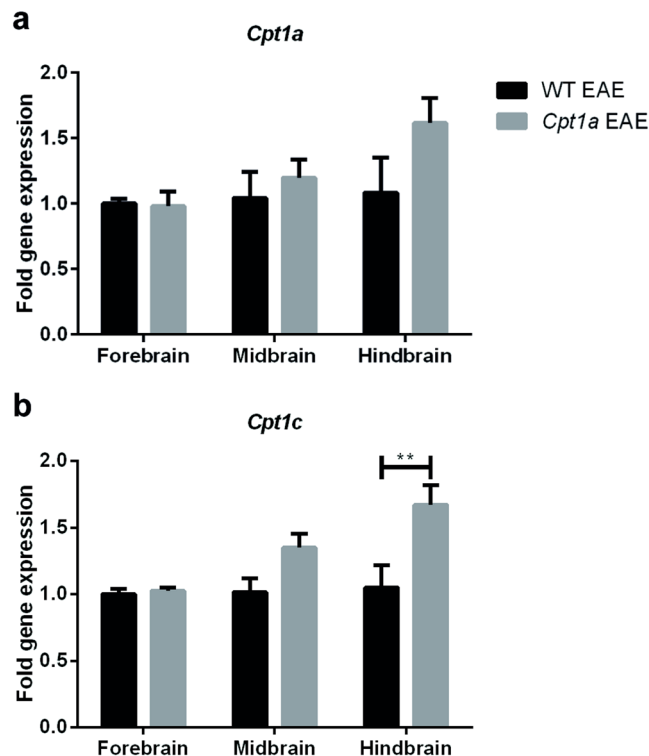 a
Cpt1a
2.0
1.5
1.0
0.5
0.0
Fold gene expression
Forebrain Midbrain Hindbrain
WT EAE
Cpt1a EAE
b
Cpt1c
2.0
1.5
1.0
0.5
0.0
Fold gene expression
**
Forebrain Midbrain Hindbrain